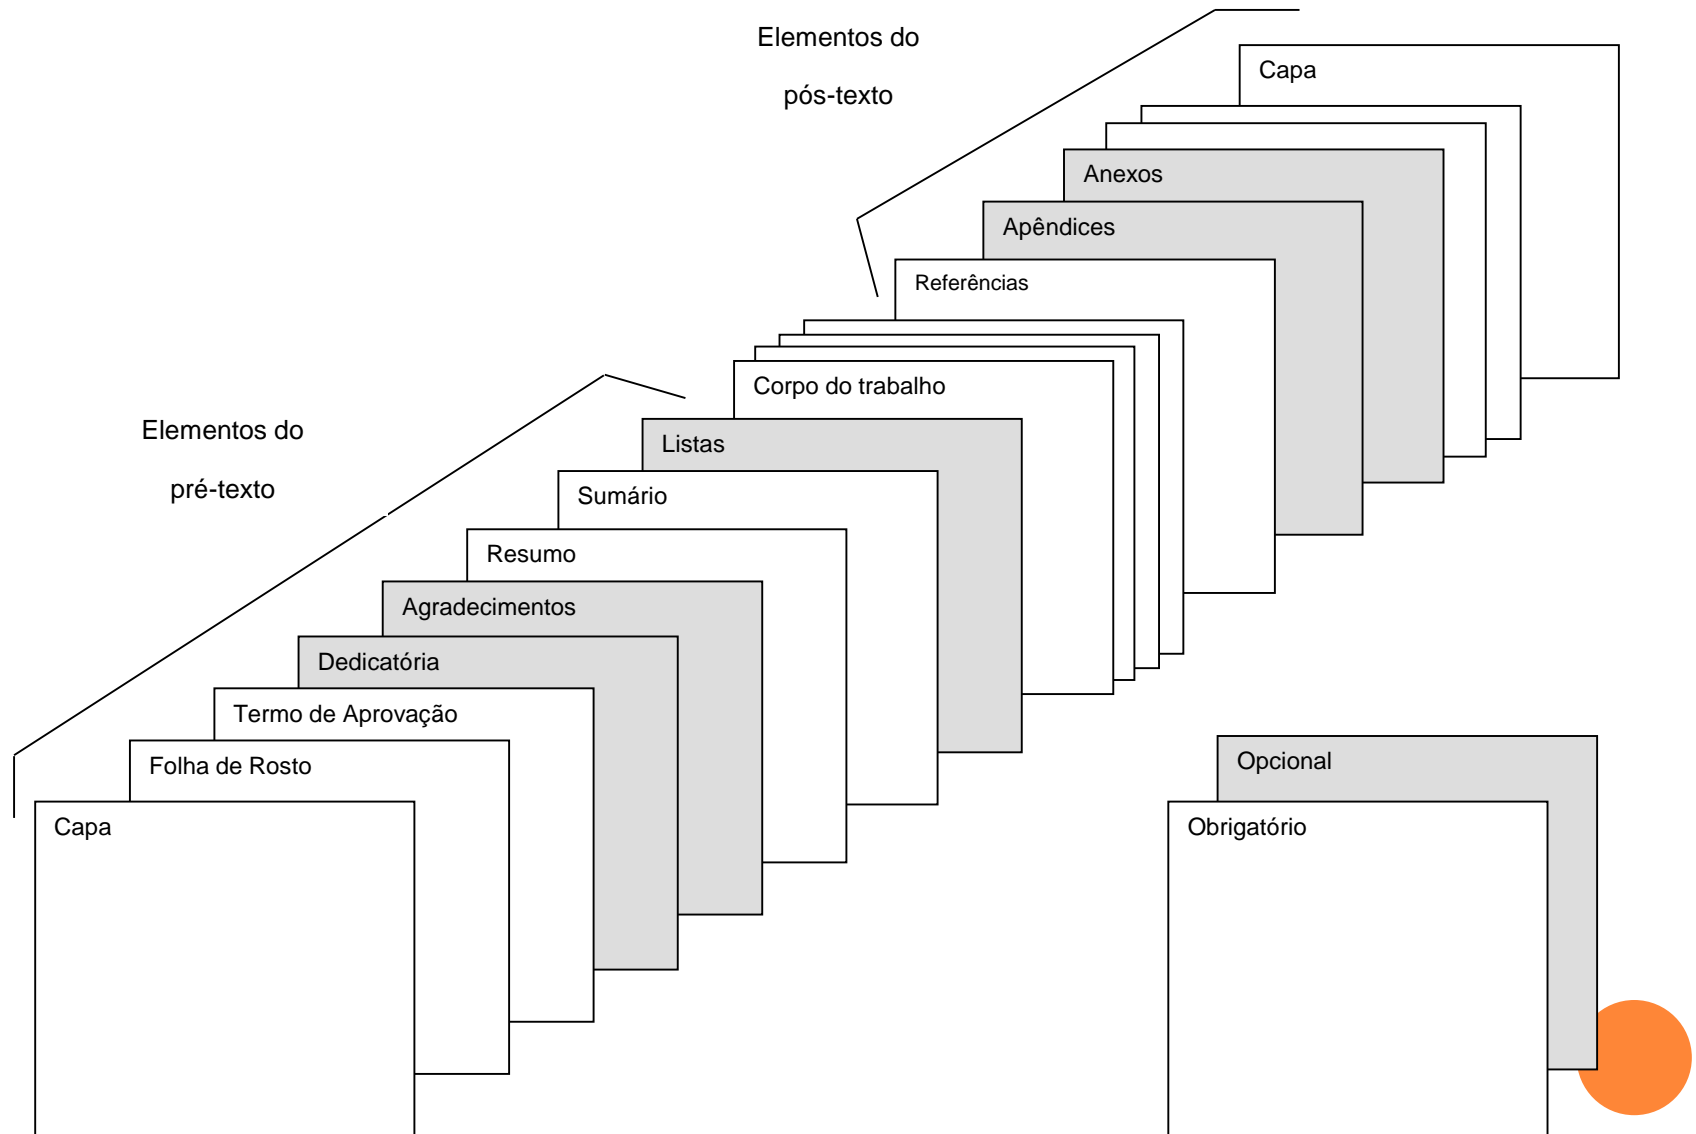 Elementos do
pós-texto
Capa
Anexos
Apêndices
Referências
Corpo do trabalho
Elementos do
pré-texto
Listas
Sumário
Resumo
Agradecimentos
Dedicatória
Termo de Aprovação
Folha de Rosto
Capa
Opcional
Obrigatório